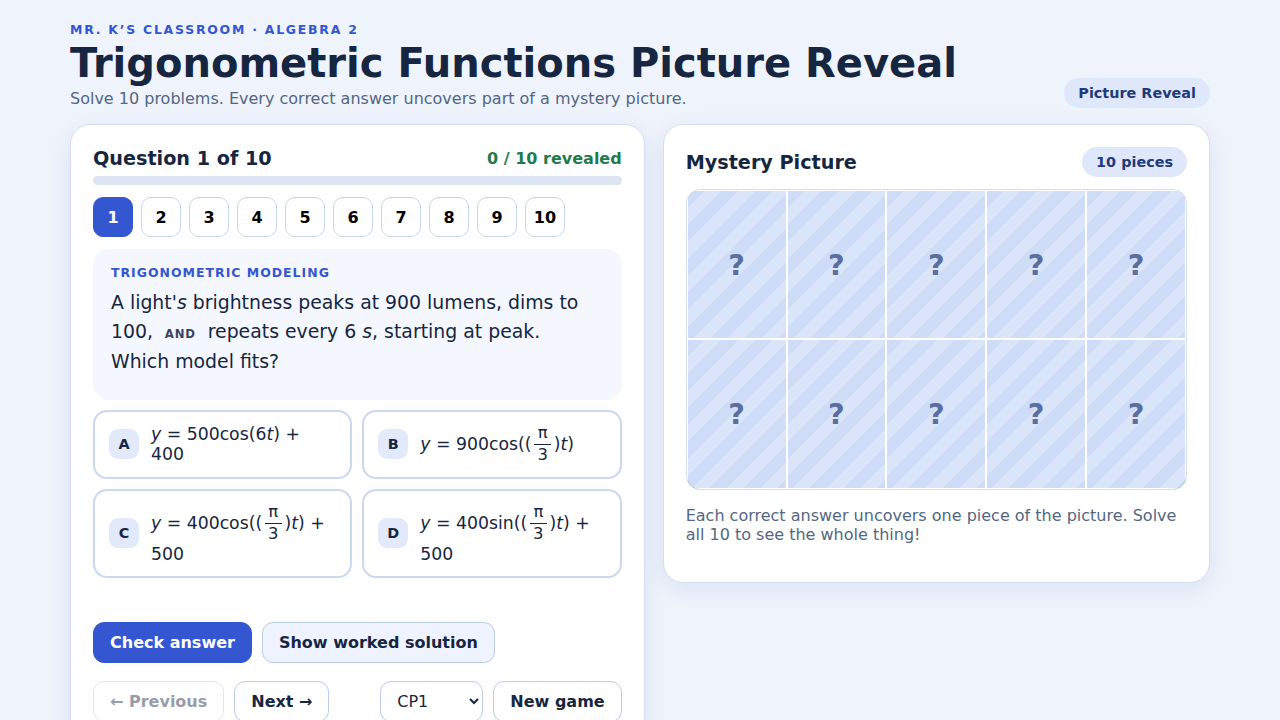 MR. K’S CLASSROOM · ALGEBRA 2
Trigonometric Functions Picture Reveal
Solve 10 problems. Every correct answer uncovers part of a mystery picture.
Picture Reveal
Question 1 of 10
0 / 10 revealed
1 2 3 4 5 6 7 8 9 10
TRIGONOMETRIC MODELING
A light's brightness peaks at 900 lumens, dims to
100, AND repeats every 6 s, starting at peak.
Which model fits?
A y = 500cos(6t) +
400
B y = 900cos((π/3)t)
C y = 400cos((π/3)t) +
500
D y = 400sin((π/3)t) +
500
Check answer
Show worked solution
← Previous
Next →
CP1
New game
Mystery Picture
10 pieces
? ? ? ? ?
? ? ? ? ?
Each correct answer uncovers one piece of the picture. Solve
all 10 to see the whole thing!